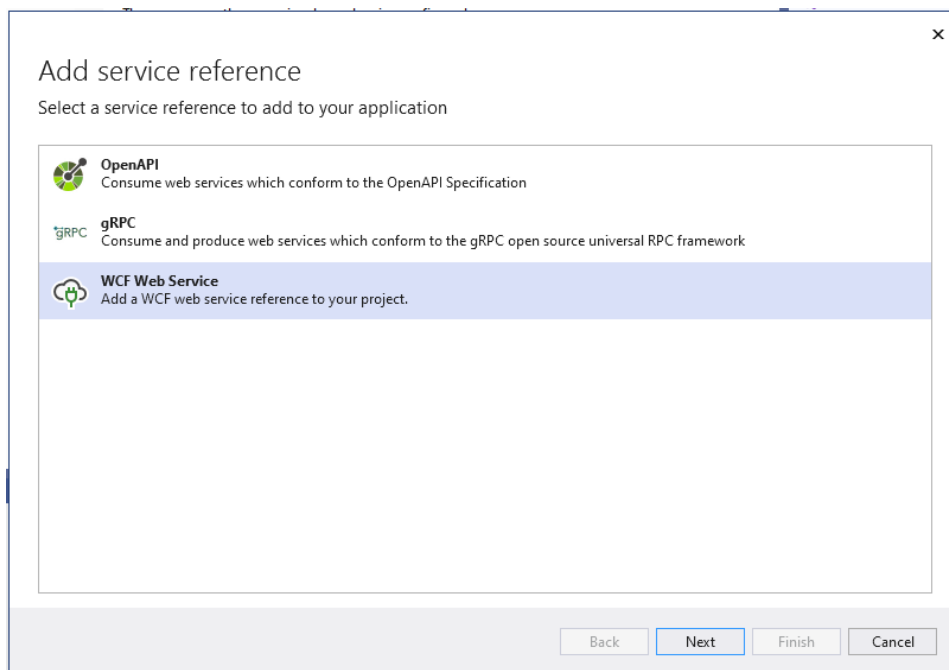 Add service reference
Select a service reference to add to your application
OpenAPI
Consume web services which conform to the OpenAPI Specification
gRPC
gRPC
Consume and produce web services which conform to the gRPC open source universal RPC framework
WCF Web Service
Add a WCF web service reference to your project.
Back
Next
Finish
Cancel